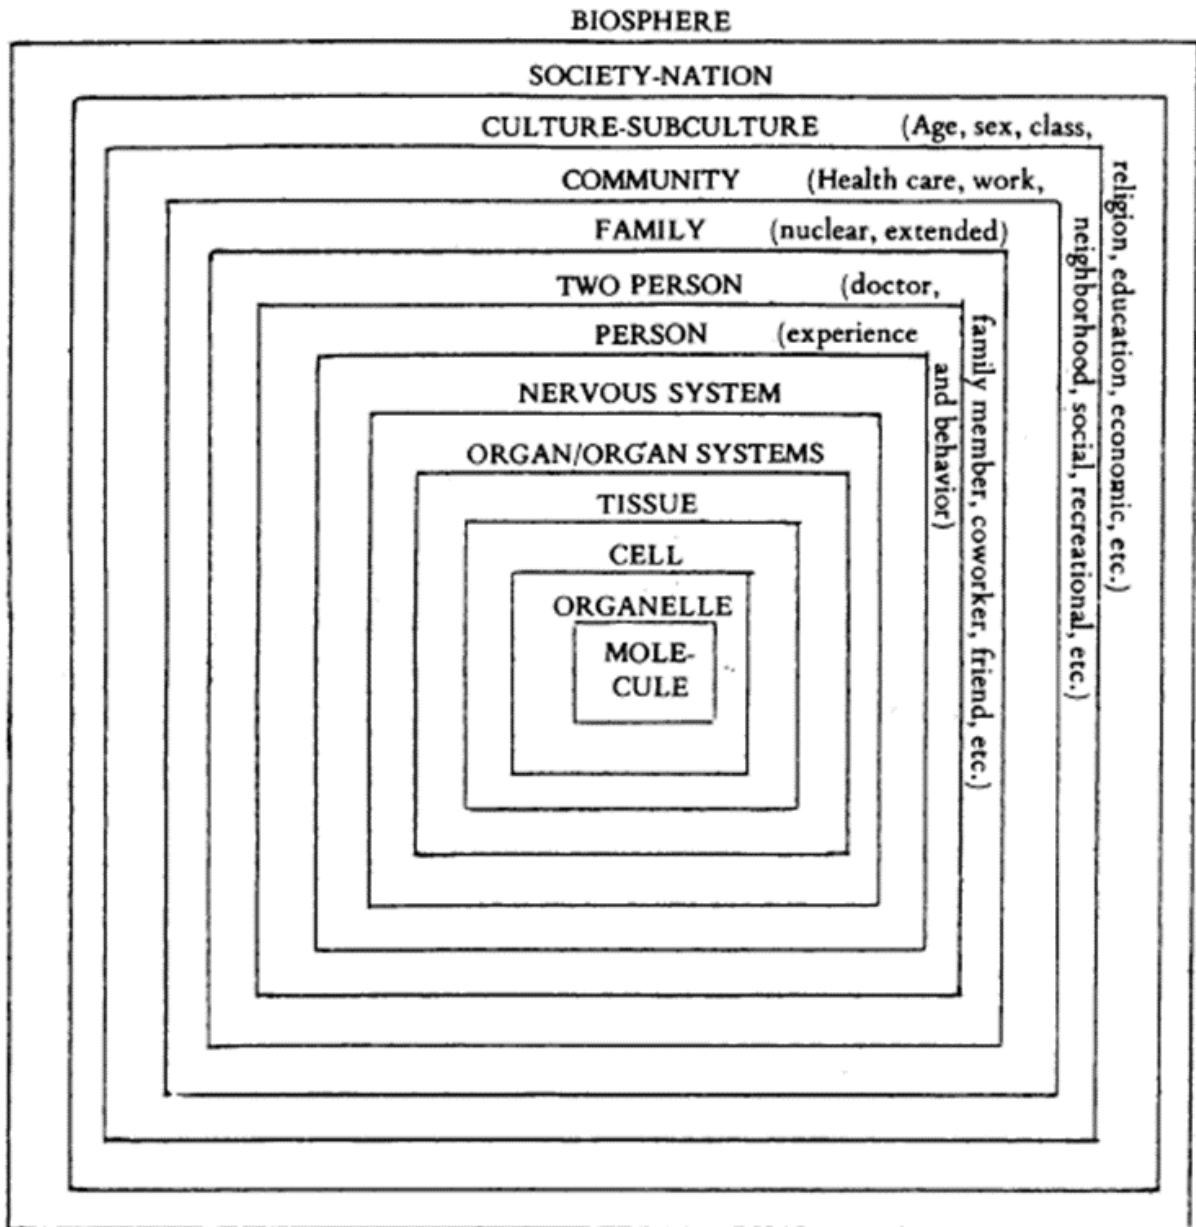 BIOSPHERE
SOCIETY-NATION
CULTURE-SUBCULTURE (Age, sex, class,
religion, education, economic, etc.)
COMMUNITY (Health care, work,
neighborhood, social, recreational, etc.)
FAMILY (nuclear, extended)
TWO PERSON (doctor,
family member, coworker, friend, etc.)
PERSON (experience
and behavior)
NERVOUS SYSTEM
ORGAN/ORGAN SYSTEMS
TISSUE
CELL
ORGANELLE
MOLE-
CULE